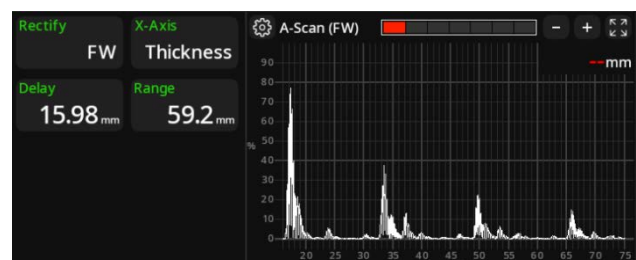 Rectify
FW
X-Axis
Thickness
Delay
15.98 mm
Range
59.2 mm
A-Scan (FW)
- +
--mm
90
80
70
60
% 50
40
30
20
10
0
20 25 30 35 40 45 50 55 60 65 70 75